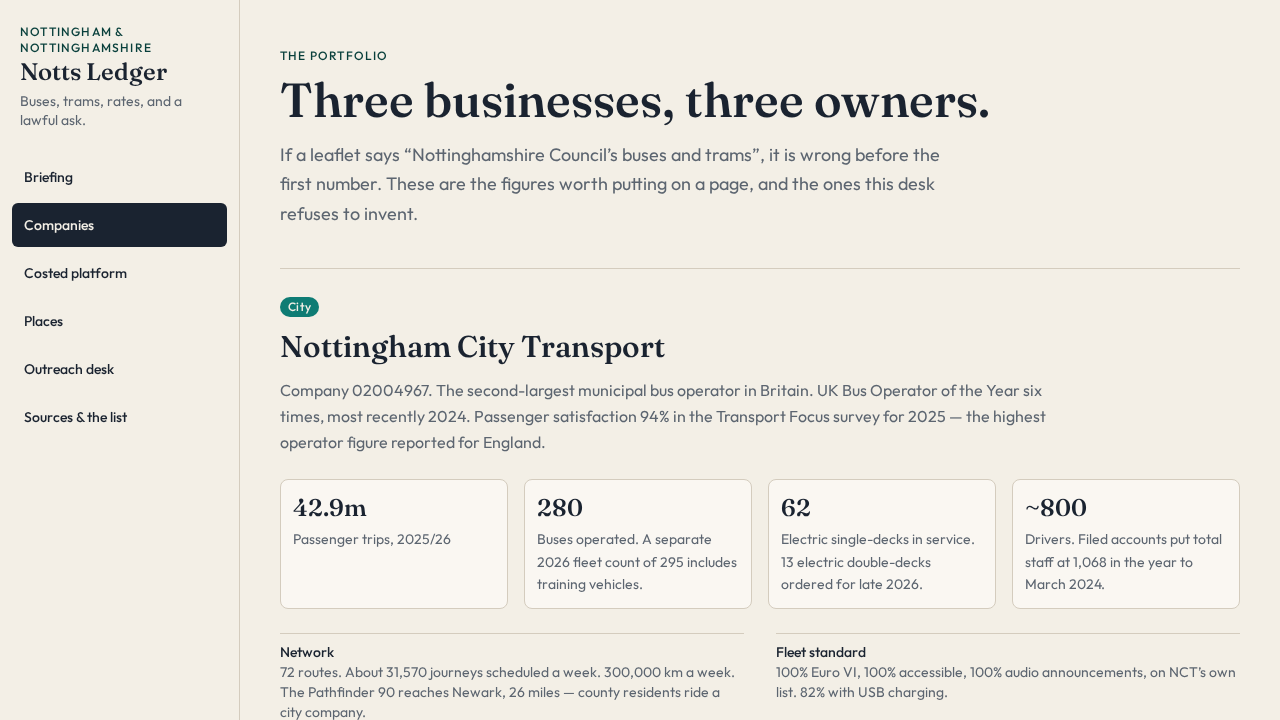 NOTTINGHAM &
NOTTINGHAMSHIRE
Notts Ledger
Buses, trams, rates, and a
lawful ask.
Briefing
Companies
Costed platform
Places
Outreach desk
Sources & the list
THE PORTFOLIO
Three businesses, three owners.
If a leaflet says “Nottinghamshire Council’s buses and trams”, it is wrong before the
first number. These are the figures worth putting on a page, and the ones this desk
refuses to invent.
City
Nottingham City Transport
Company 02004967. The second-largest municipal bus operator in Britain. UK Bus Operator of the Year six
times, most recently 2024. Passenger satisfaction 94% in the Transport Focus survey for 2025 — the highest
operator figure reported for England.
42.9m
Passenger trips, 2025/26
280
Buses operated. A separate
2026 fleet count of 295 includes
training vehicles.
62
Electric single-decks in service.
13 electric double-decks
ordered for late 2026.
~800
Drivers. Filed accounts put total
staff at 1,068 in the year to
March 2024.
Network
72 routes. About 31,570 journeys scheduled a week. 300,000 km a week.
The Pathfinder 90 reaches Newark, 26 miles — county residents ride a
city company.
Fleet standard
100% Euro VI, 100% accessible, 100% audio announcements, on NCT’s own
list. 82% with USB charging.